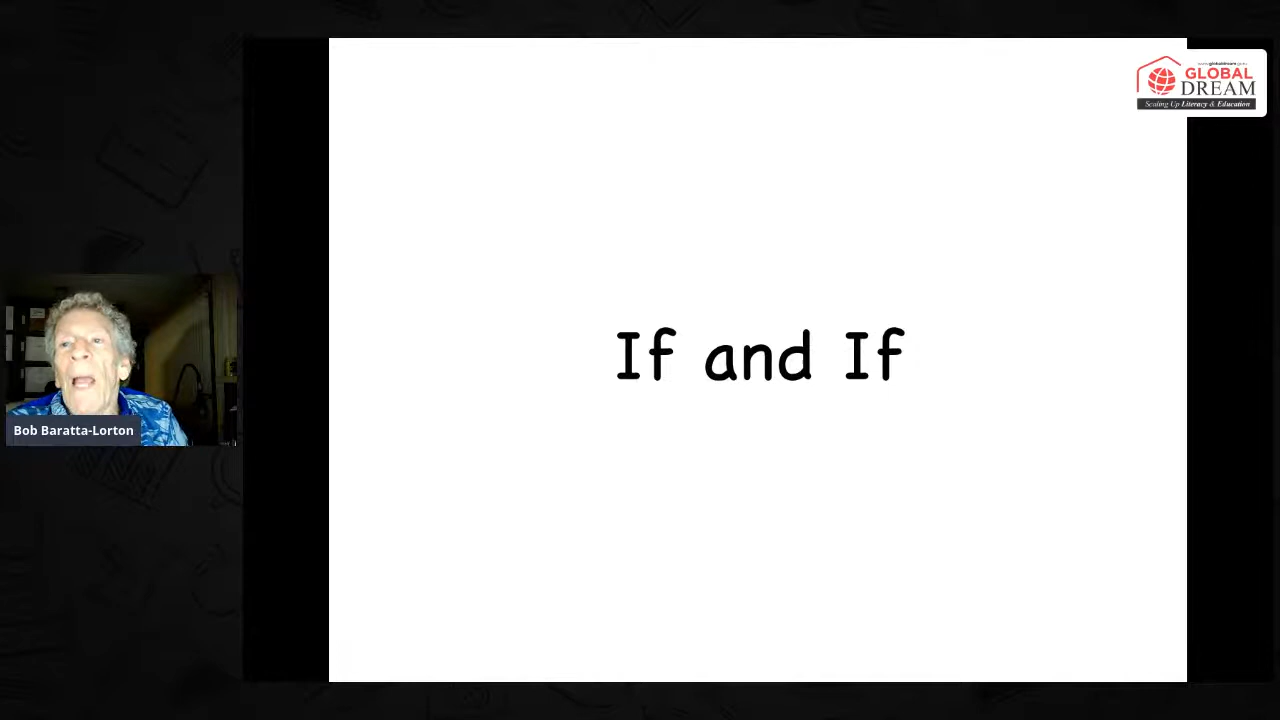 GLOBAL
DREAM
Scaling Up Literacy & Education
If and If
Bob Baratta-Lorton